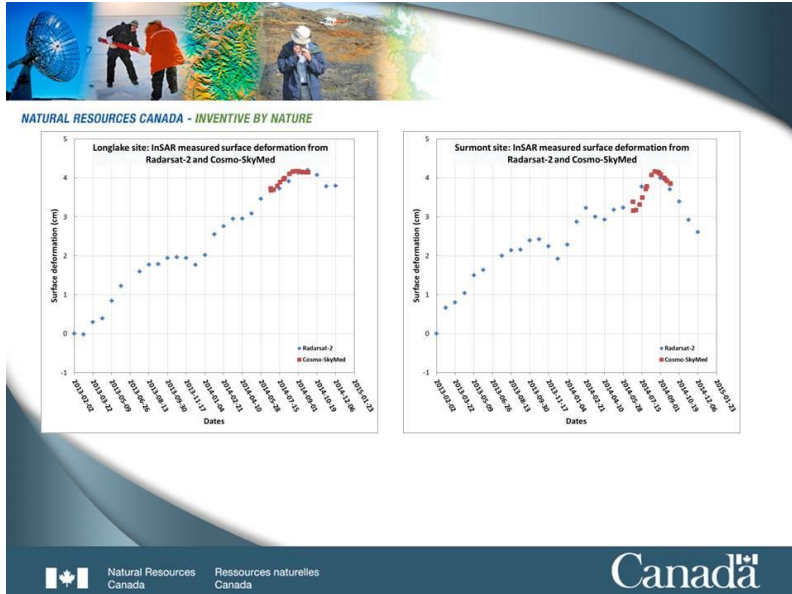 NATURAL RESOURCES CANADA - INVENTIVE BY NATURE
Longlake site: InSAR measured surface deformation from
Radarsat-2 and Cosmo-SkyMed
Surface deformation (cm)
5
4
3
2
1
0
-1
Radarsat-2
Cosmo-SkyMed
2013-02-02
2013-03-22
2013-05-09
2013-06-26
2013-08-13
2013-09-30
2013-11-17
2014-01-04
2014-02-21
2014-04-10
2014-05-28
2014-07-15
2014-09-01
2014-10-19
2014-12-06
2015-01-23
Dates
Surmont site: InSAR measured surface deformation from
Radarsat-2 and Cosmo-SkyMed
Surface deformation (cm)
5
4
3
2
1
0
-1
Radarsat-2
Cosmo-SkyMed
2013-02-02
2013-03-22
2013-05-09
2013-06-26
2013-08-13
2013-09-30
2013-11-17
2014-01-04
2014-02-21
2014-04-10
2014-05-28
2014-07-15
2014-09-01
2014-10-19
2014-12-06
2015-01-23
Dates
Natural Resources
Canada
Ressources naturelles
Canada
Canada